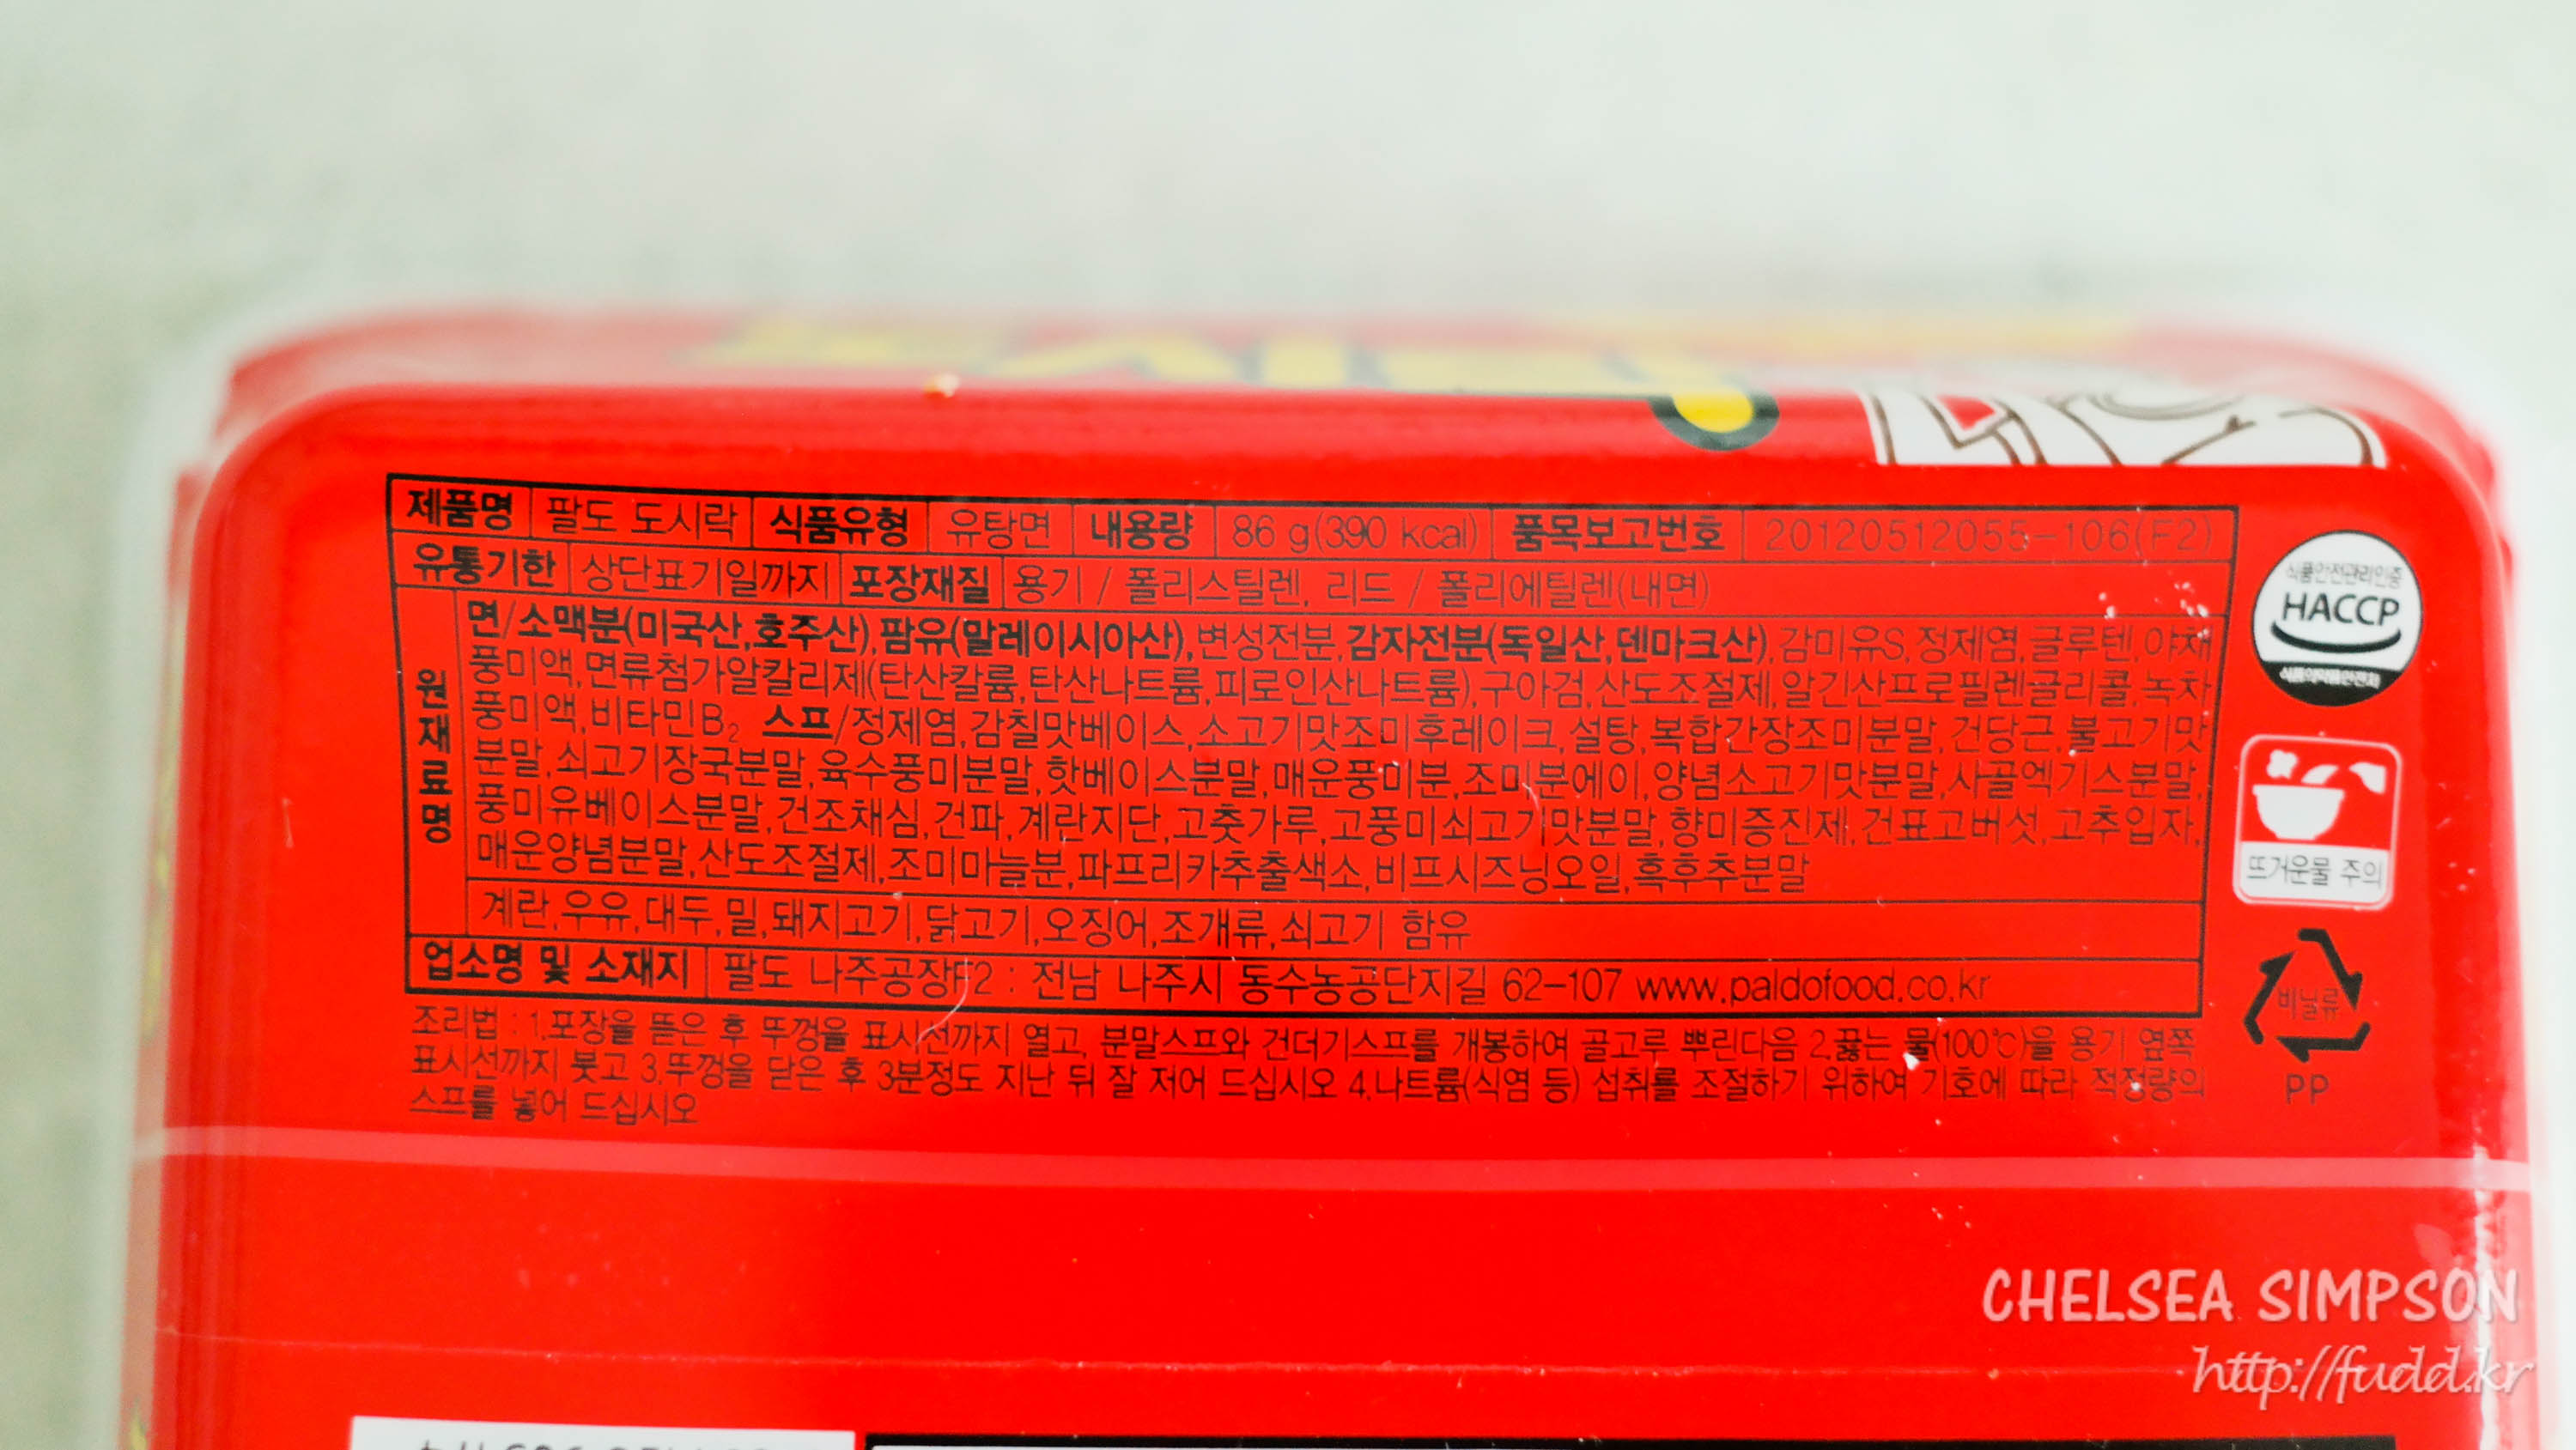 제품명 팔도 도시락 식품유형 유탕면 내용량 86 g(390 kcal) 품목보고번호 20120512055-106(F2)
유통기한 상단표기일까지 포장재질 용기 / 폴리스틸렌, 리드 / 폴리에틸렌(내면)
원재료명
면/소맥분(미국산,호주산),팜유(말레이시아산),변성전분,감자전분(독일산,덴마크산),감미유S,정제염,글루텐,야채
풍미액,면류첨가알칼리제(탄산칼륨,탄산나트륨,피로인산나트륨),구아검,산도조절제,알긴산프로필렌글리콜,녹차
풍미액,비타민B₂ 스프/정제염,감칠맛베이스,소고기맛조미후레이크,설탕,복합간장조미분말,건당근,불고기맛
분말,쇠고기장국분말,육수풍미분말,핫베이스분말,매운풍미분,조미분에이,양념소고기맛분말,사골엑기스분말,
풍미유베이스분말,건조채심,건파,계란지단,고춧가루,고풍미쇠고기맛분말,향미증진제,건표고버섯,고추입자,
매운양념분말,산도조절제,조미마늘분,파프리카추출색소,비프시즈닝오일,흑후추분말
계란,우유,대두,밀,돼지고기,닭고기,오징어,조개류,쇠고기 함유
업소명 및 소재지 팔도 나주공장F2 : 전남 나주시 동수농공단지길 62-107 www.paldofood.co.kr
조리법 : 1.포장을 뜯은 후 뚜껑을 표시선까지 열고, 분말스프와 건더기스프를 개봉하여 골고루 뿌린다음 2.끓는 물(100℃)을 용기 옆쪽
표시선까지 붓고 3.뚜껑을 닫은 후 3분정도 지난 뒤 잘 저어 드십시오 4.나트륨(식염 등) 섭취를 조절하기 위하여 기호에 따라 적정량의
스프를 넣어 드십시오
식품안전관리인증
HACCP
식품의약품안전처
뜨거운물 주의
비닐류
PP
CHELSEA SIMPSON
http://fudd.kr